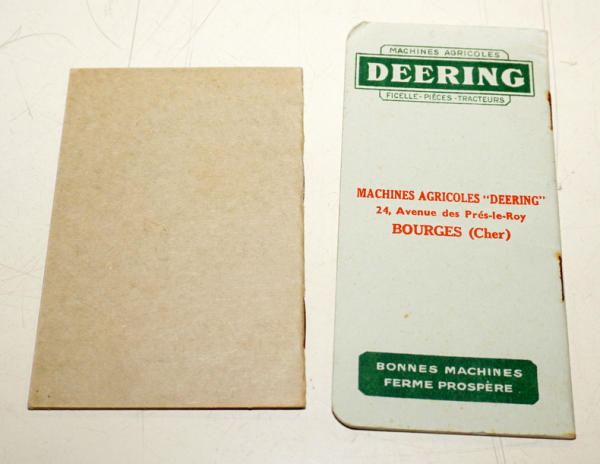 MACHINES AGRICOLES
DEERING
FICELLE - PIÈCES - TRACTEURS
MACHINES AGRICOLES "DEERING"
24, Avenue des Prés-le-Roy
BOURGES (Cher)
BONNES MACHINES
FERME PROSPÈRE